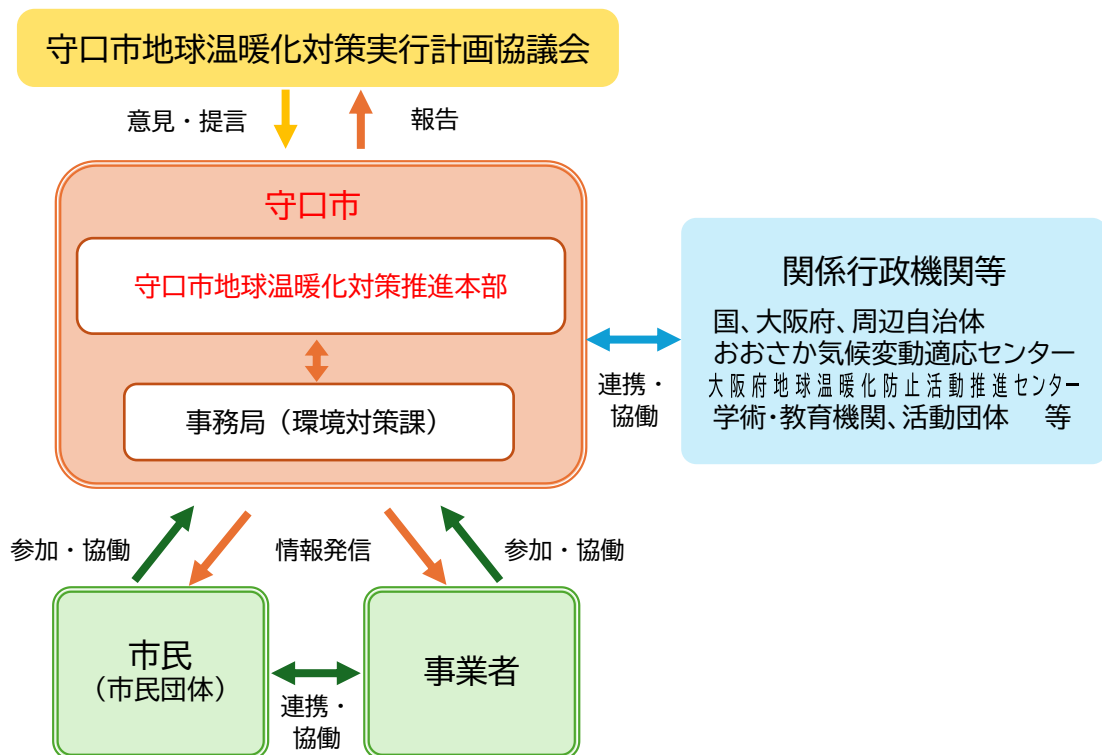 守口市地球温暖化対策実行計画協議会
意見・提言
報告
守口市
守口市地球温暖化対策推進本部
事務局（環境対策課）
関係行政機関等
国、大阪府、周辺自治体
おおさか気候変動適応センター
大阪府地球温暖化防止活動推進センター
学術・教育機関、活動団体　等
連携・
協働
参加・協働
情報発信
参加・協働
市民
（市民団体）
事業者
連携・
協働